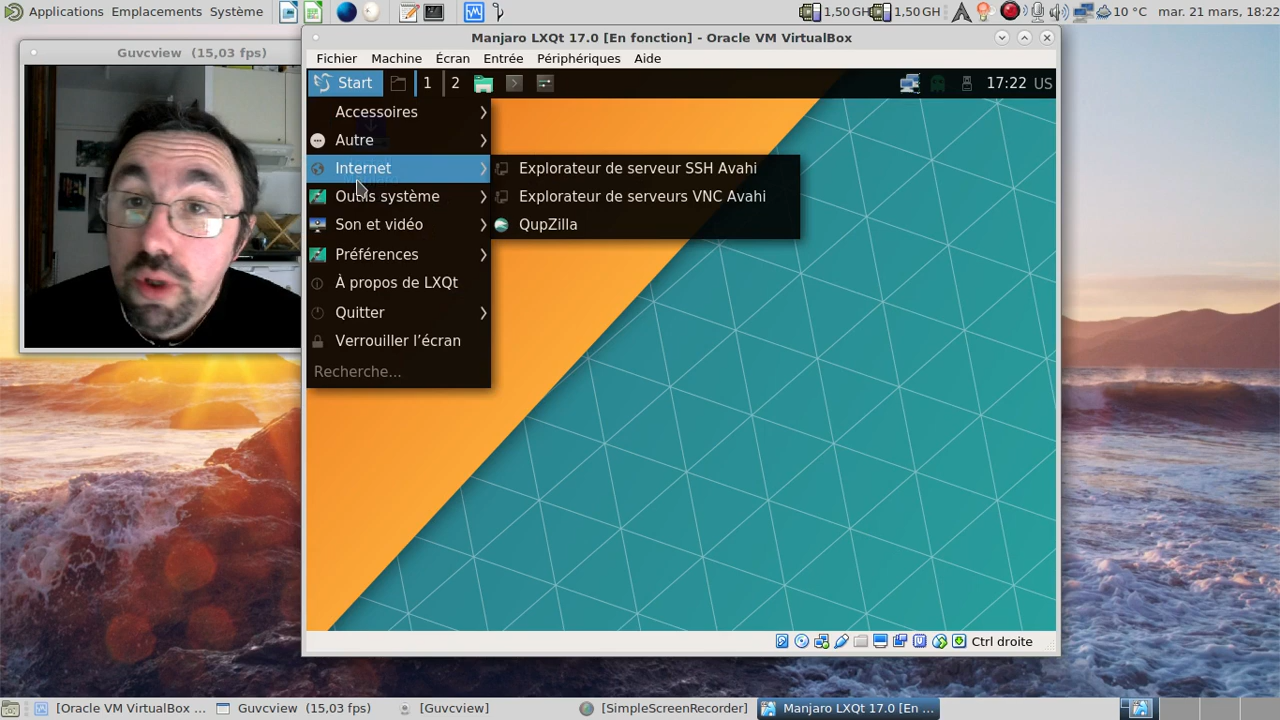 Applications Emplacements Système
1,50 GH
1,50 GH
10 °C
mar. 21 mars, 18:22
Guvcview (15,03 fps)
Manjaro LXQt 17.0 [En fonction] - Oracle VM VirtualBox
Fichier Machine Écran Entrée Périphériques Aide
Start 1 2 17:22 US
Accessoires
Autre
Internet
Outils système
Son et vidéo
Préférences
À propos de LXQt
Quitter
Verrouiller l’écran
Recherche...
Explorateur de serveur SSH Avahi
Explorateur de serveurs VNC Avahi
QupZilla
Ctrl droite
[Oracle VM VirtualBox ...
Guvcview (15,03 fps)
[Guvcview]
[SimpleScreenRecorder]
Manjaro LXQt 17.0 [En ...